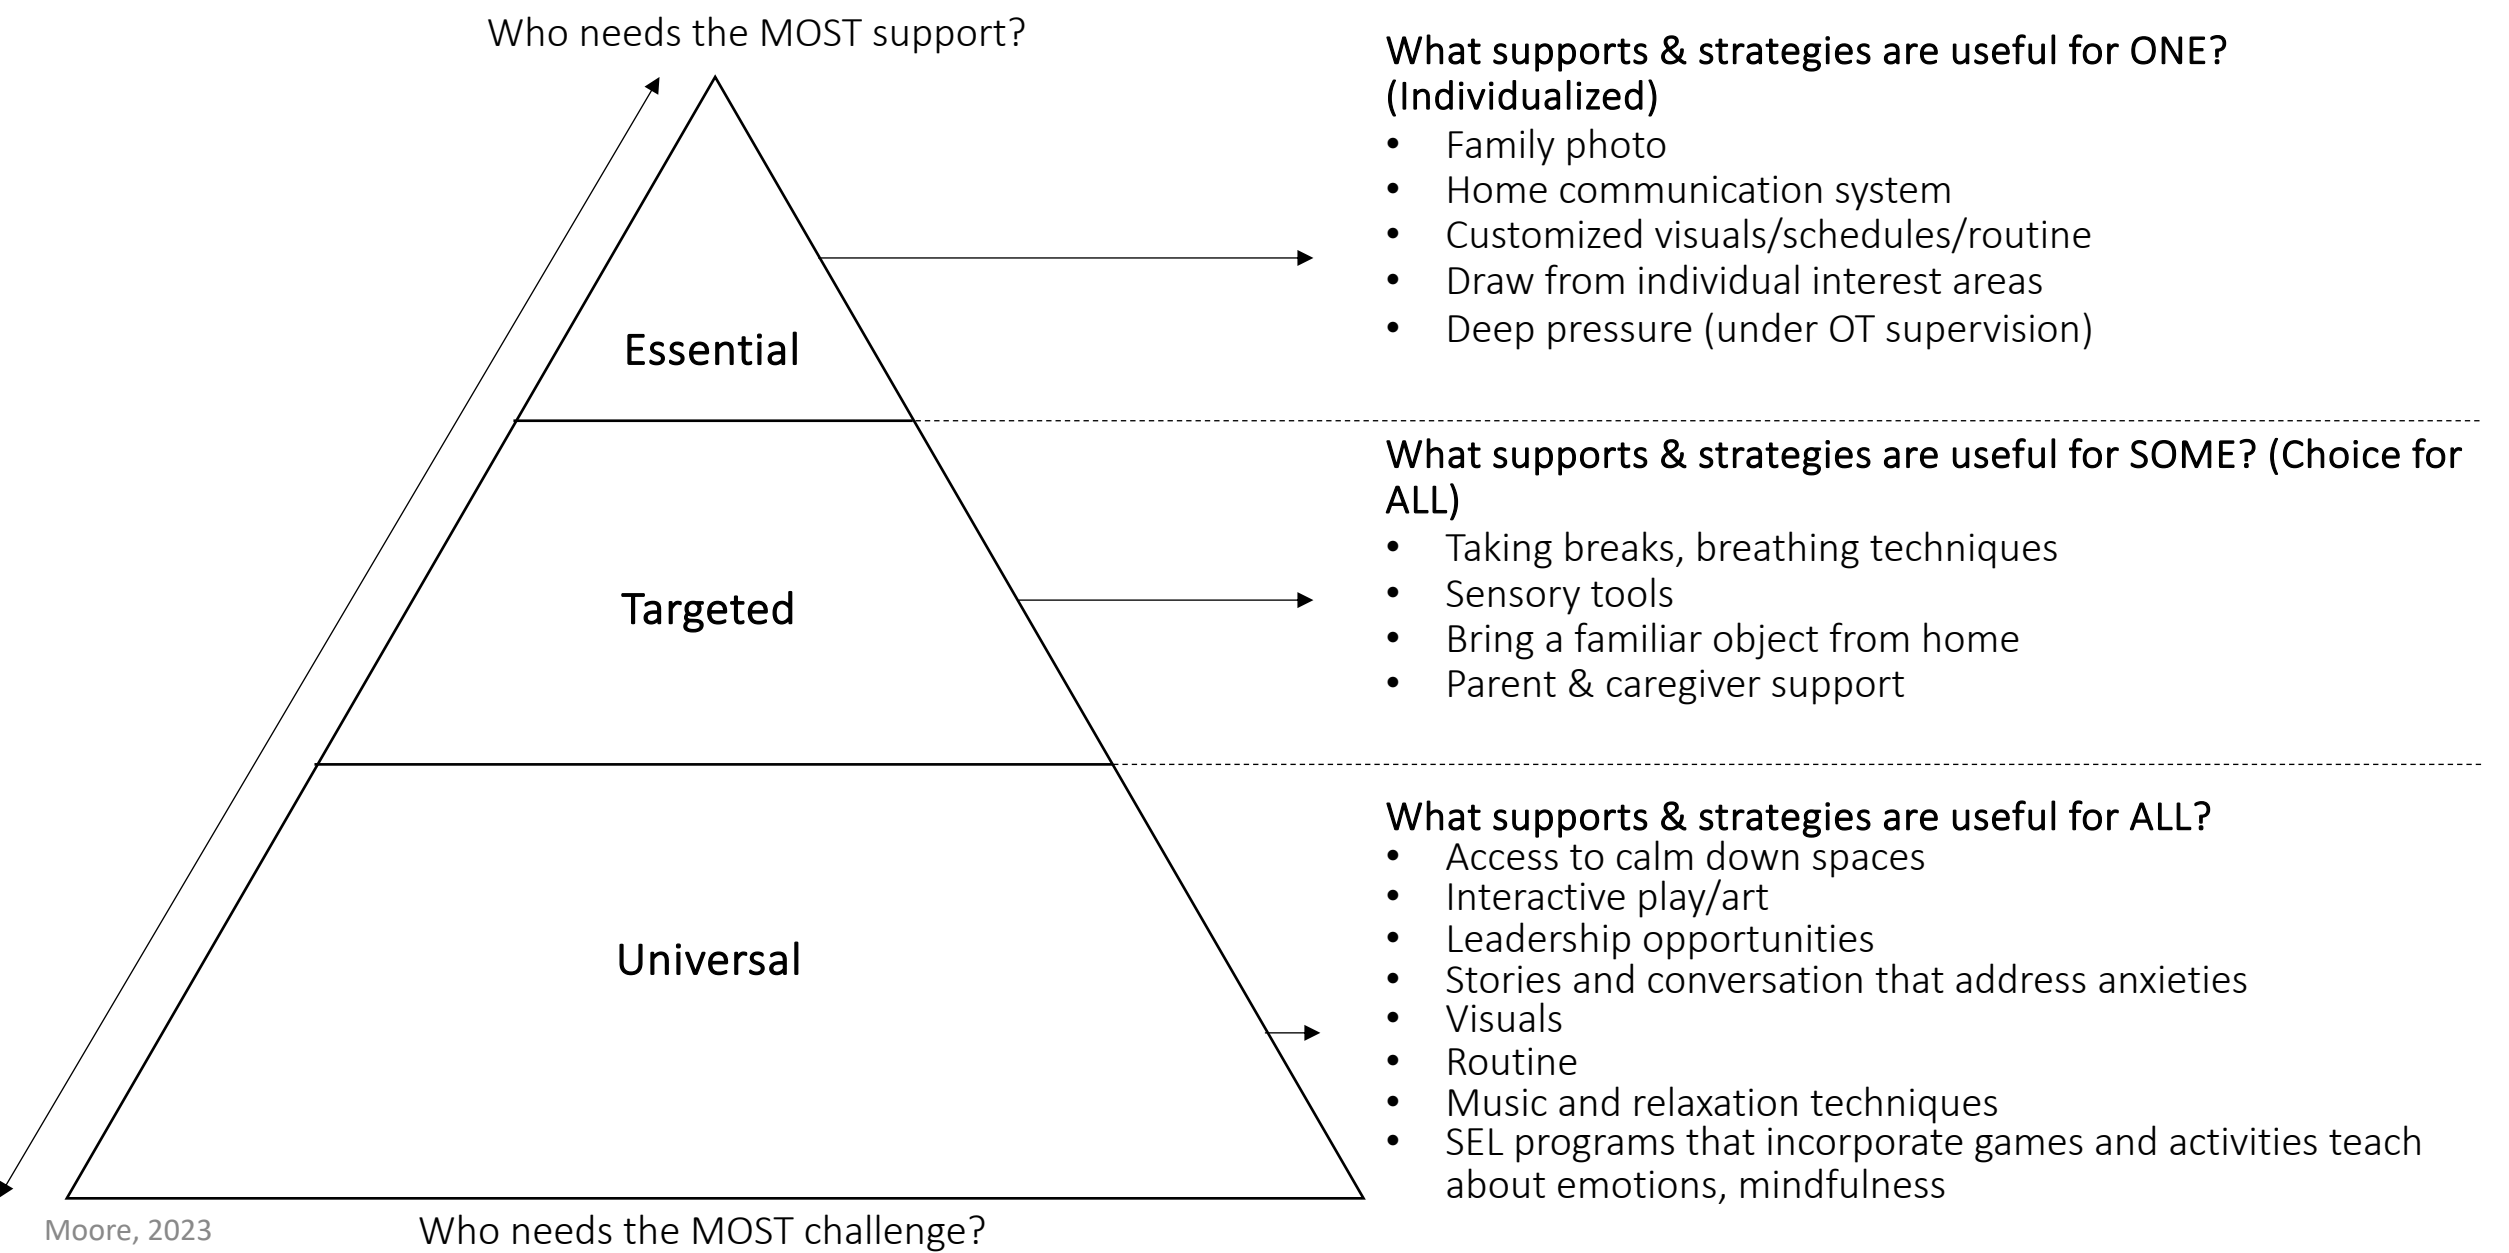 Who needs the MOST support?
Essential
Targeted
Universal
Who needs the MOST challenge?
Moore, 2023
What supports & strategies are useful for ONE?
(Individualized)
• Family photo
• Home communication system
• Customized visuals/schedules/routine
• Draw from individual interest areas
• Deep pressure (under OT supervision)
What supports & strategies are useful for SOME? (Choice for
ALL)
• Taking breaks, breathing techniques
• Sensory tools
• Bring a familiar object from home
• Parent & caregiver support
What supports & strategies are useful for ALL?
• Access to calm down spaces
• Interactive play/art
• Leadership opportunities
• Stories and conversation that address anxieties
• Visuals
• Routine
• Music and relaxation techniques
• SEL programs that incorporate games and activities teach
about emotions, mindfulness